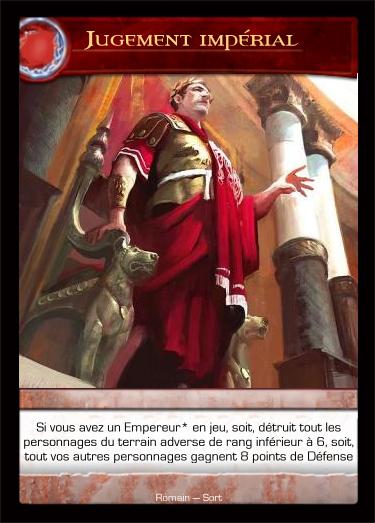 Jugement impérial
Si vous avez un Empereur* en jeu, soit, détruit tout les
personnages du terrain adverse de rang inférieur à 6, soit,
tout vos autres personnages gagnent 8 points de Défense
Romain — Sort